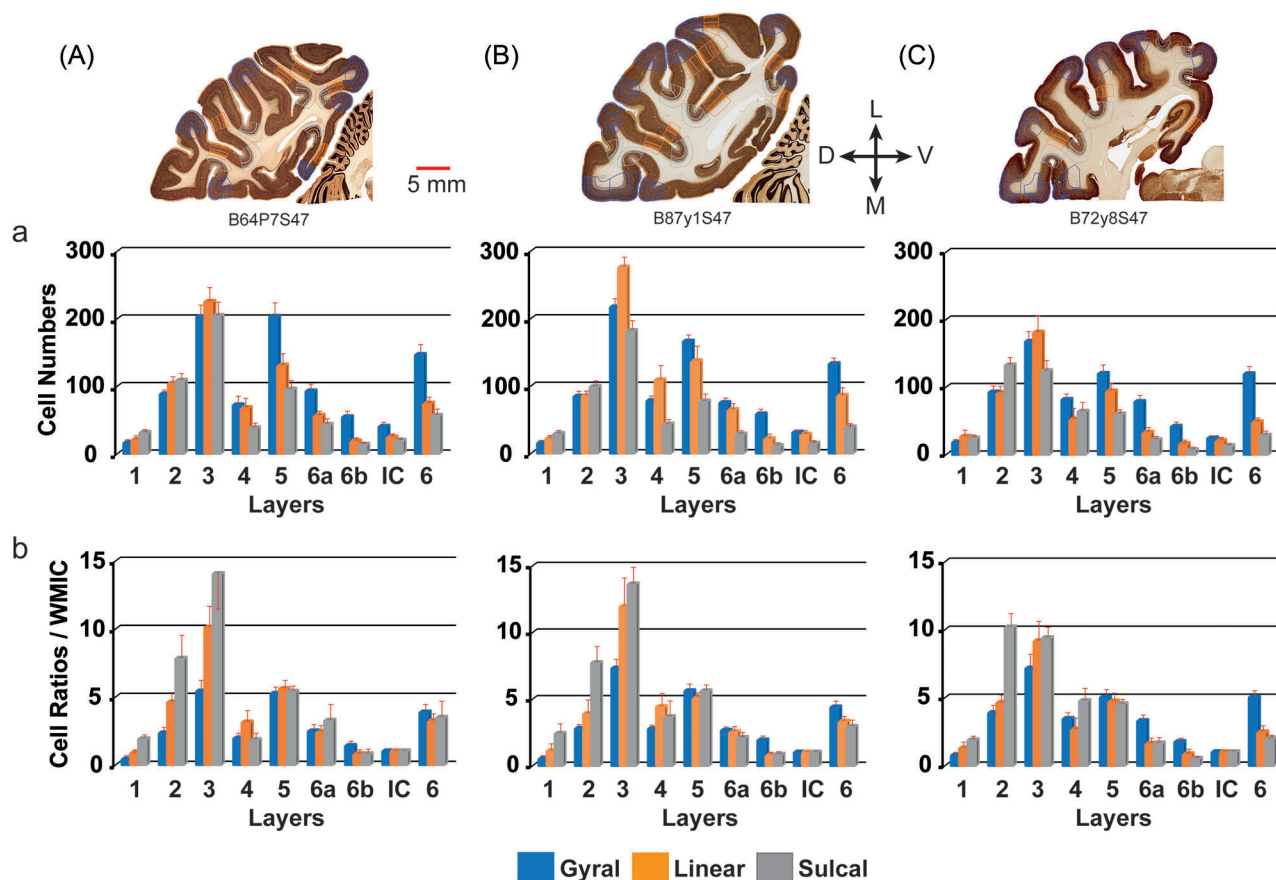 (A)
(B)
(C)
L
D V
M
5 mm
B64P7S47
B87y1S47
B72y8S47
a
Cell Numbers
300
200
100
0
1 2 3 4 5 6a 6b IC 6
Layers
300
200
100
0
1 2 3 4 5 6a 6b IC 6
Layers
300
200
100
0
1 2 3 4 5 6a 6b IC 6
Layers
b
Cell Ratios / WMIC
15
10
5
0
1 2 3 4 5 6a 6b IC 6
Layers
15
10
5
0
1 2 3 4 5 6a 6b IC 6
Layers
15
10
5
0
1 2 3 4 5 6a 6b IC 6
Layers
Gyral Linear Sulcal